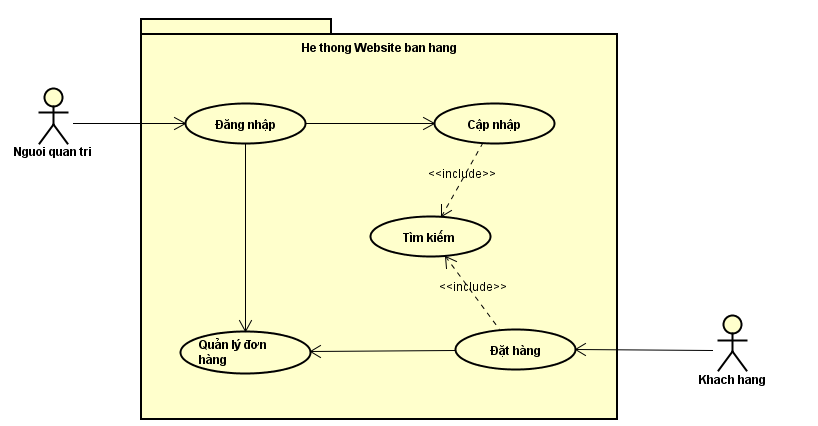 He thong Website ban hang
Đăng nhập
Cập nhập
Nguoi quan tri
<<include>>
Tìm kiếm
<<include>>
Quản lý đơn
hàng
Đặt hàng
Khach hang